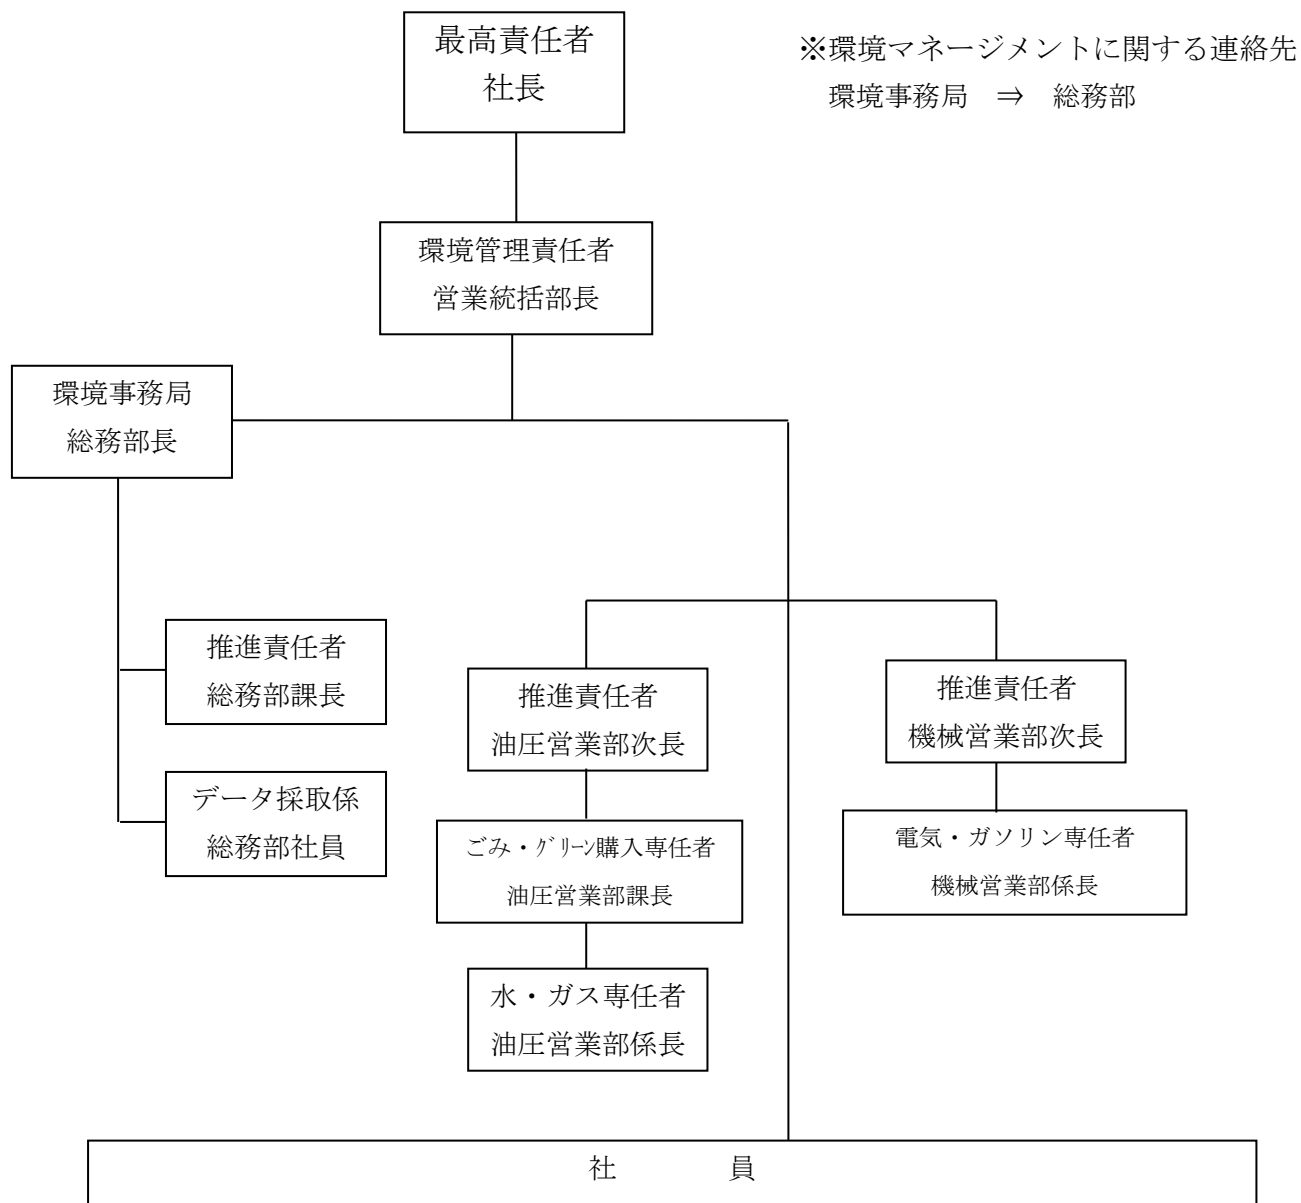 最高責任者
社長
※環境マネージメントに関する連絡先
環境事務局　⇒　総務部
環境管理責任者
営業統括部長
環境事務局
総務部長
推進責任者
総務部課長
データ採取係
総務部社員
推進責任者
油圧営業部次長
ごみ・ｸﾞﾘｰﾝ購入専任者
油圧営業部課長
水・ガス専任者
油圧営業部係長
推進責任者
機械営業部次長
電気・ガソリン専任者
機械営業部係長
社　　　　員